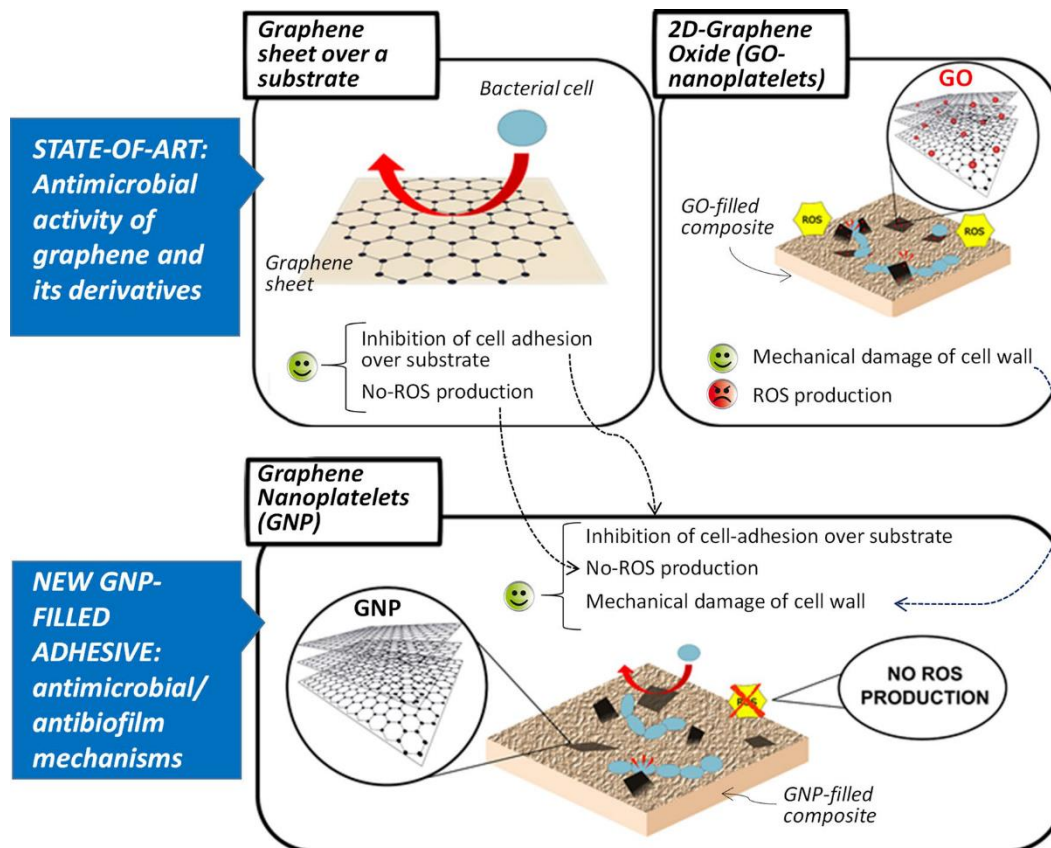 STATE-OF-ART:
Antimicrobial
activity of
graphene and
its derivatives
Graphene
sheet over a
substrate
Bacterial cell
Graphene
sheet
Inhibition of cell adhesion
over substrate
No-ROS production
2D-Graphene
Oxide (GO-
nanoplatelets)
GO
GO-filled
composite
ROS
ROS
Mechanical damage of cell wall
ROS production
NEW GNP-
FILLED
ADHESIVE:
antimicrobial/
antibiofilm
mechanisms
Graphene
Nanoplatelets
(GNP)
Inhibition of cell-adhesion over substrate
No-ROS production
Mechanical damage of cell wall
GNP
ROS
NO ROS
PRODUCTION
GNP-filled
composite